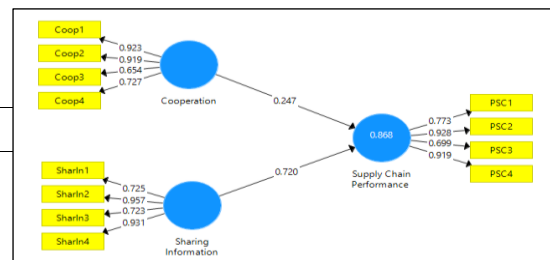 Coop1
Coop2
Coop3
Coop4
0.923
0.919
0.654
0.727
Cooperation
0.247
SharIn1
SharIn2
SharIn3
SharIn4
0.725
0.957
0.723
0.931
Sharing
Information
0.720
0.868
Supply Chain
Performance
0.773
0.928
0.699
0.919
PSC1
PSC2
PSC3
PSC4